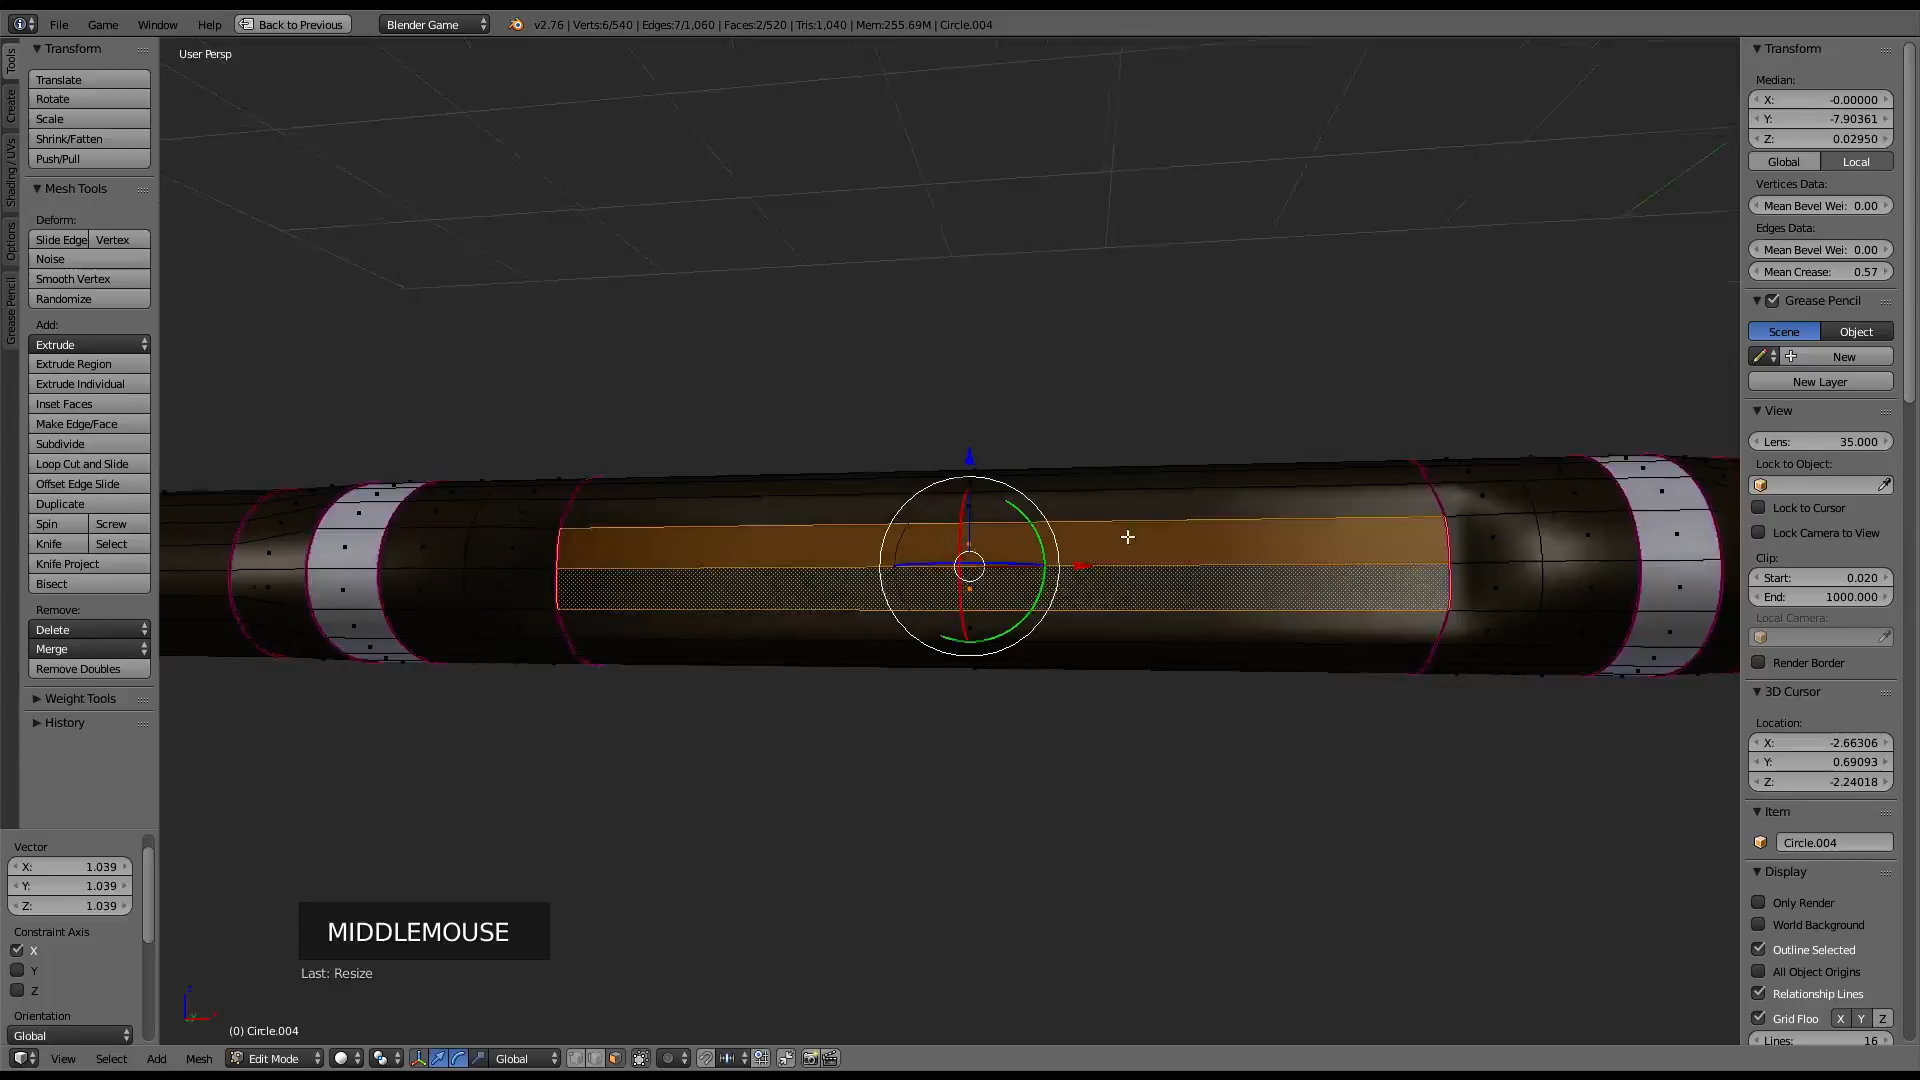 File Game Window Help Back to Previous Blender Game v2.76 | Verts:6/540 | Edges:7/1,060 | Faces:2/520 | Tris:1,040 | Mem:255.69M | Circle.004
Tools
Create
Shading / UVs
Options
Grease Pencil
Transform
Translate
Rotate
Scale
Shrink/Fatten
Push/Pull
Mesh Tools
Deform:
Slide Edge Vertex
Noise
Smooth Vertex
Randomize
Add:
Extrude
Extrude Region
Extrude Individual
Inset Faces
Make Edge/Face
Subdivide
Loop Cut and Slide
Offset Edge Slide
Duplicate
Spin Screw
Knife Select
Knife Project
Bisect
Remove:
Delete
Merge
Remove Doubles
Weight Tools
History
Vector
X: 1.039
Y: 1.039
Z: 1.039
Constraint Axis
X
Y
Z
Orientation
Global
User Persp
MIDDLEMOUSE
Last: Resize
z
(0) Circle.004
Transform
Median:
X: -0.00000
Y: -7.90361
Z: 0.02950
Global Local
Vertices Data:
Mean Bevel Wei: 0.00
Edges Data:
Mean Bevel Wei: 0.00
Mean Crease: 0.57
Grease Pencil
Scene Object
New
New Layer
View
Lens: 35.000
Lock to Object:
Lock to Cursor
Lock Camera to View
Clip:
Start: 0.020
End: 1000.000
Local Camera:
Render Border
3D Cursor
Location:
X: -2.66306
Y: 0.69093
Z: -2.24018
Item
Circle.004
Display
Only Render
World Background
Outline Selected
All Object Origins
Relationship Lines
Grid Floo X Y Z
Lines: 16
View Select Add Mesh Edit Mode Global